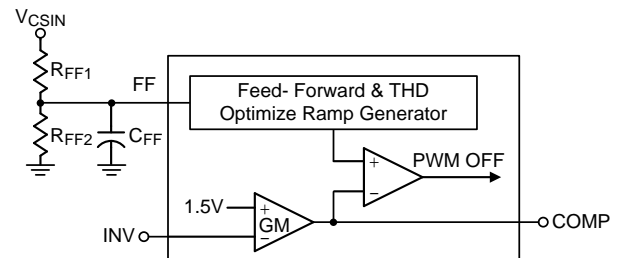 VCSIN
RFF1
FF
Feed- Forward & THD
Optimize Ramp Generator
RFF2
CFF
+
PWM OFF
−
1.5V
+
GM
−
INV
COMP